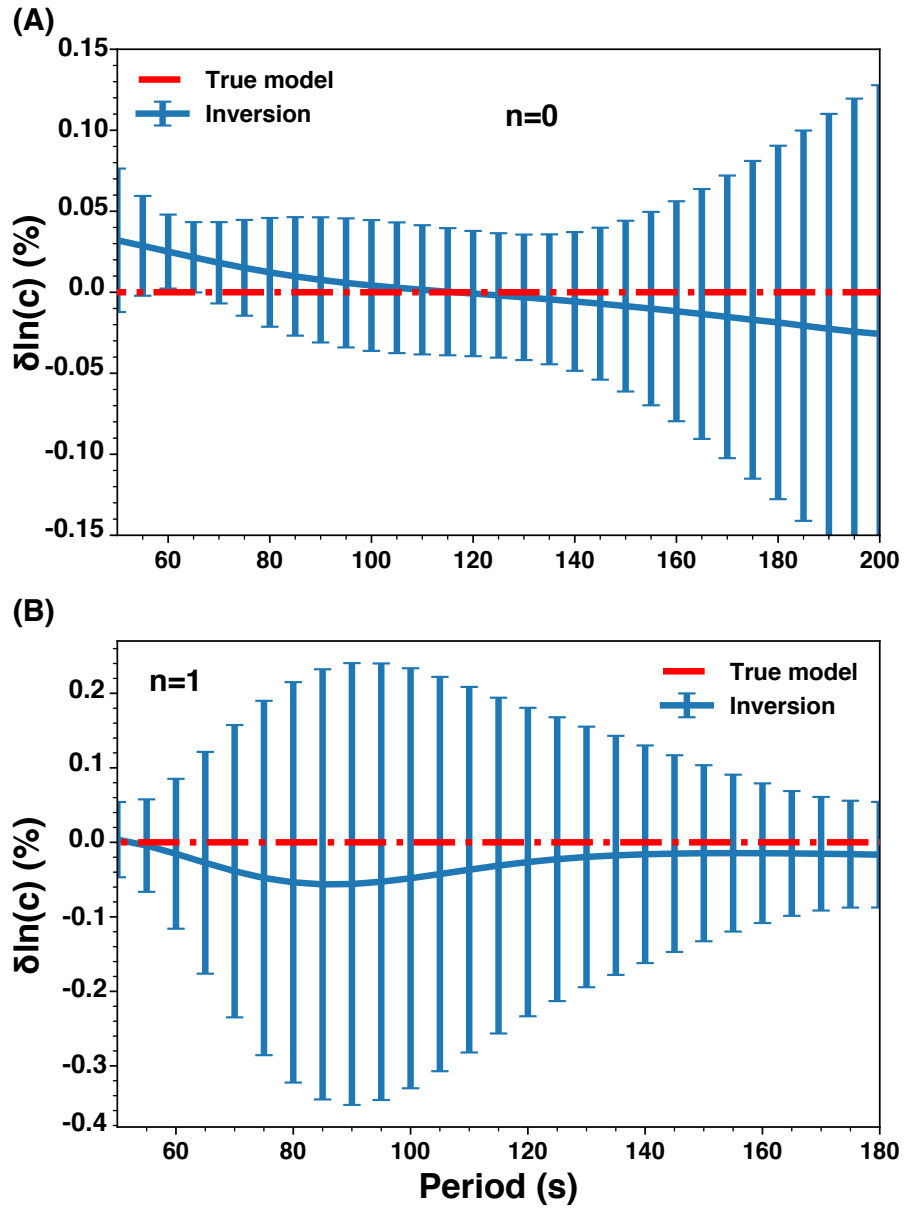 (A)
0.15
True model
Inversion
n=0
0.10
0.05
0.0
-0.05
-0.10
-0.15
δln(c) (%)
60 80 100 120 140 160 180 200
(B)
n=1
True model
Inversion
0.2
0.1
0.0
-0.1
-0.2
-0.3
-0.4
δln(c) (%)
60 80 100 120 140 160 180
Period (s)